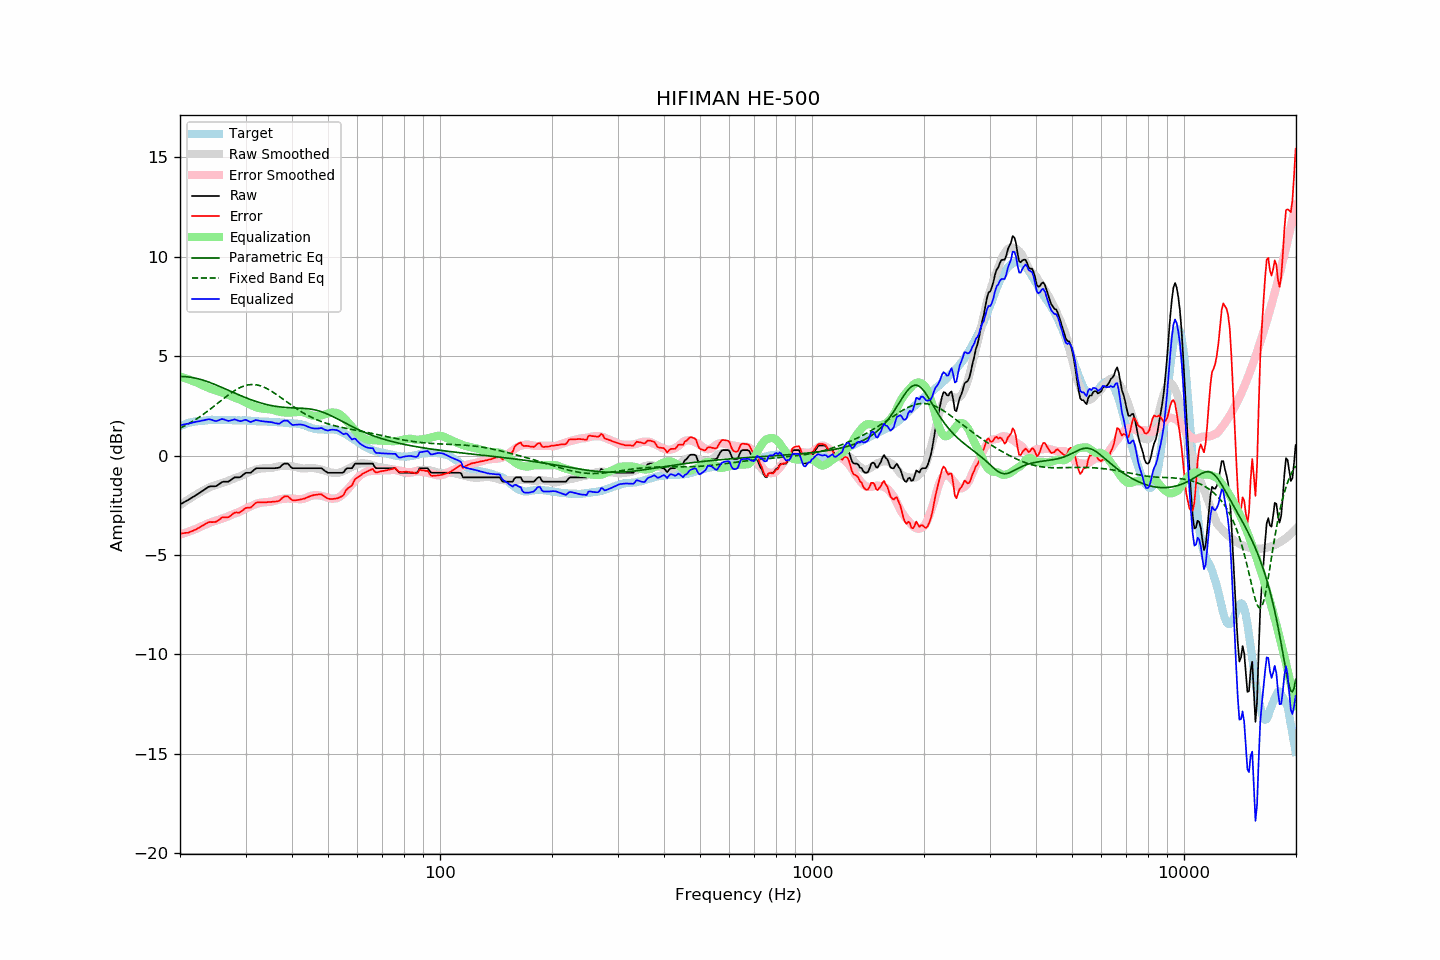 HIFIMAN HE-500
Target
Raw Smoothed
Error Smoothed
Raw
Error
Equalization
Parametric Eq
Fixed Band Eq
Equalized
15
10
5
0
−5
−10
−15
−20
Amplitude (dBr)
100
1000
10000
Frequency (Hz)